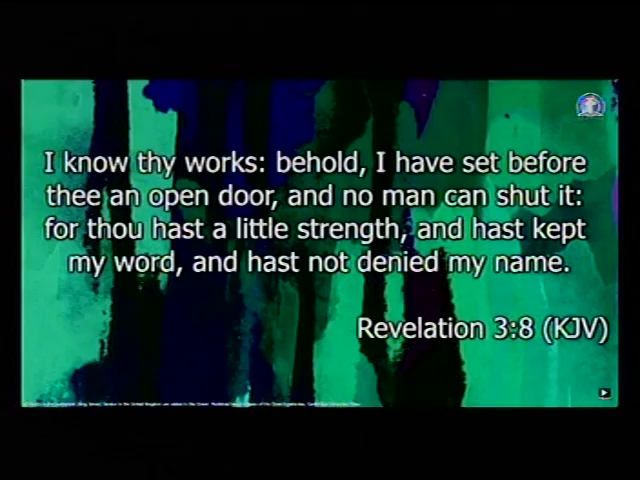 I know thy works: behold, I have set before
thee an open door, and no man can shut it:
for thou hast a little strength, and hast kept
my word, and hast not denied my name.
Revelation 3:8 (KJV)